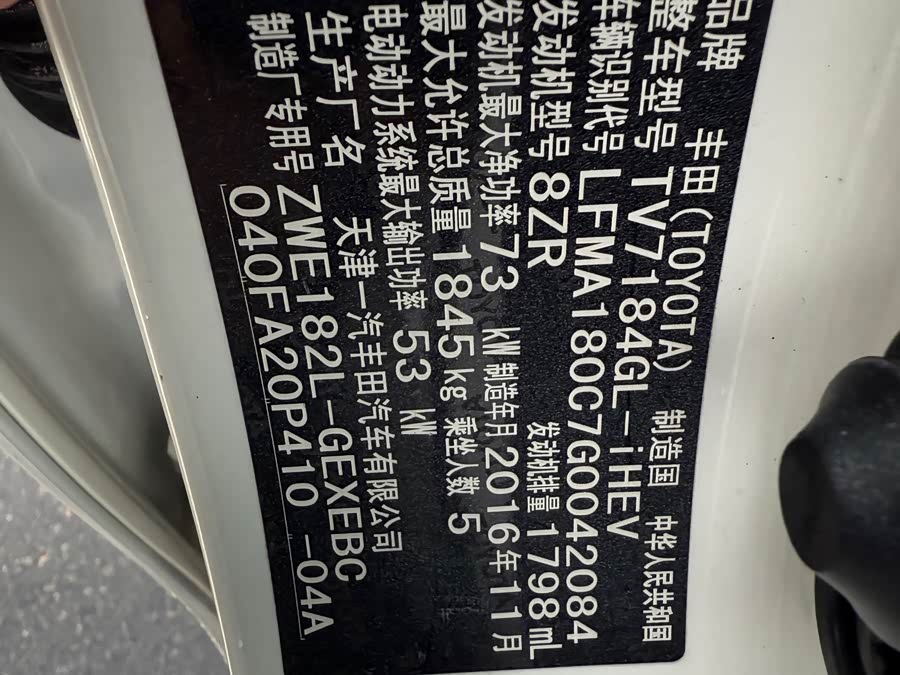 品牌 丰田(TOYOTA) 制造国 中华人民共和国
整车型号 TV7184GL-iHEV
车辆识别代号 LFMA180C7G0042084
发动机型号 8ZR 发动机排量 1798mL
发动机最大净功率 73 kW 制造年月 2016年11月
最大允许总质量 1845kg 乘坐人数 5
电动动力系统最大输出功率 53 kW
生产厂名 天津一汽丰田汽车有限公司
制造厂专用号 ZWE182L-GEXEBC
040FA20P410 -04A